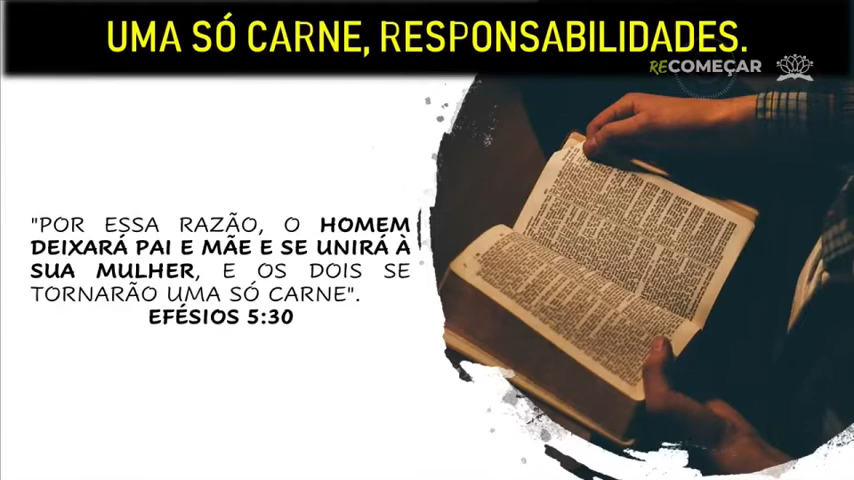 UMA SÓ CARNE, RESPONSABILIDADES.
RECOMEÇAR
"POR ESSA RAZÃO, O HOMEM
DEIXARÁ PAI E MÃE E SE UNIRÁ À
SUA MULHER, E OS DOIS SE
TORNARÃO UMA SÓ CARNE".
EFÉSIOS 5:30